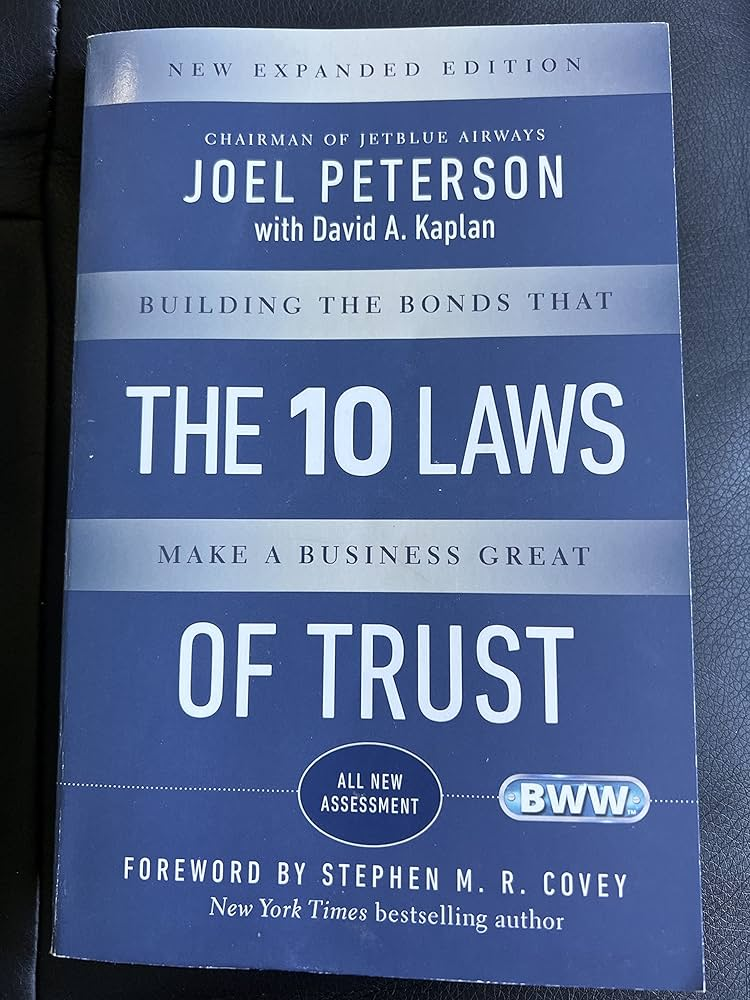 NEW EXPANDED EDITION
CHAIRMAN OF JETBLUE AIRWAYS
JOEL PETERSON
with David A. Kaplan
BUILDING THE BONDS THAT
THE 10 LAWS
MAKE A BUSINESS GREAT
OF TRUST
ALL NEW
ASSESSMENT
BWW™
FOREWORD BY STEPHEN M. R. COVEY
New York Times bestselling author